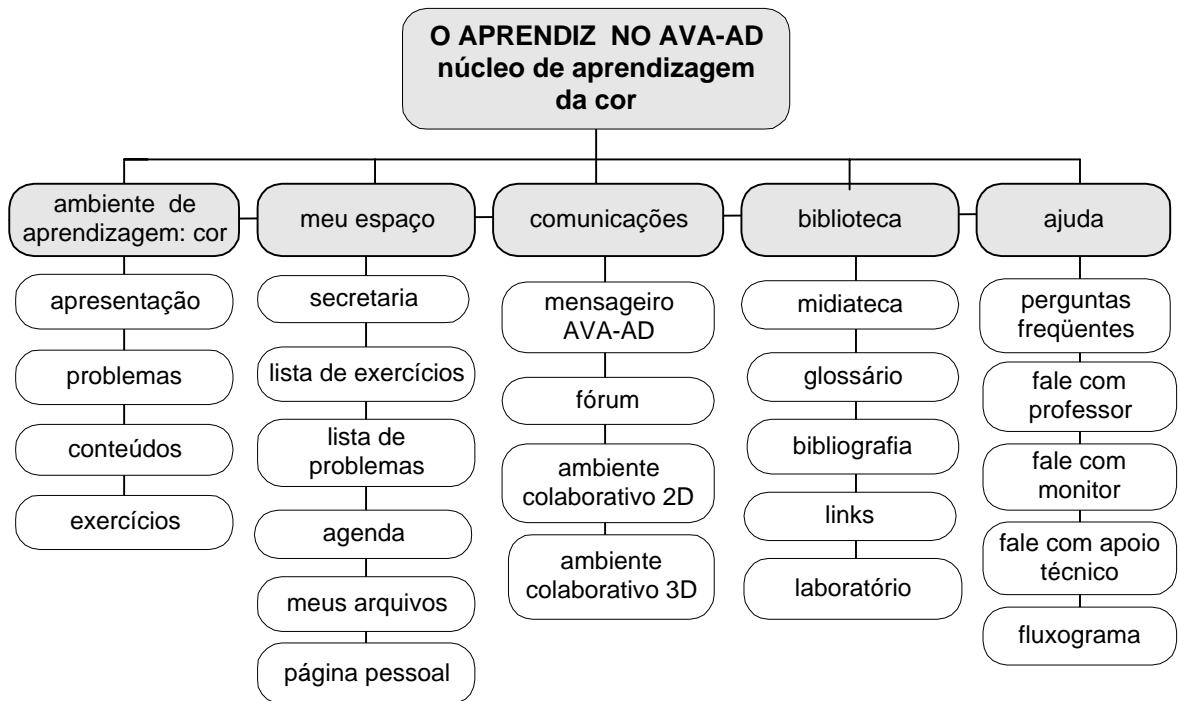 O APRENDIZ NO AVA-AD
núcleo de aprendizagem
da cor
ambiente de
aprendizagem: cor
apresentação
problemas
conteúdos
exercícios
meu espaço
secretaria
lista de exercícios
lista de
problemas
agenda
meus arquivos
página pessoal
comunicações
mensageiro
AVA-AD
fórum
ambiente
colaborativo 2D
ambiente
colaborativo 3D
biblioteca
midiateca
glossário
bibliografia
links
laboratório
ajuda
perguntas
freqüentes
fale com
professor
fale com
monitor
fale com apoio
técnico
fluxograma